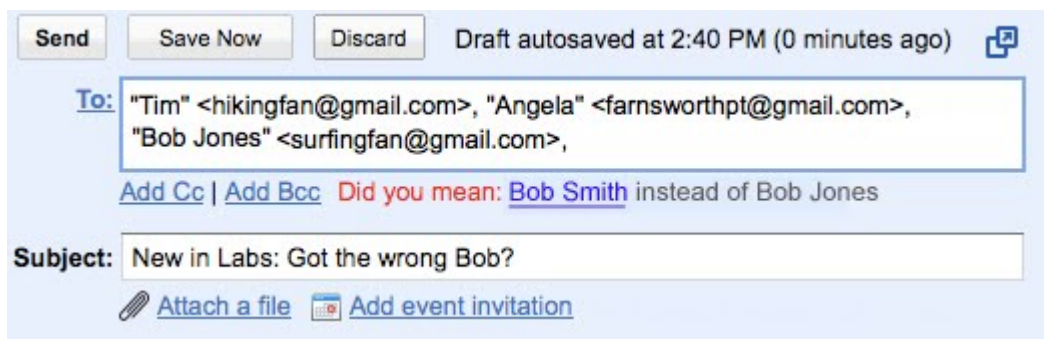 Send Save Now Discard Draft autosaved at 2:40 PM (0 minutes ago)
To: "Tim" <hikingfan@gmail.com>, "Angela" <farnsworthpt@gmail.com>,
"Bob Jones" <surfingfan@gmail.com>,
Add Cc | Add Bcc Did you mean: Bob Smith instead of Bob Jones
Subject: New in Labs: Got the wrong Bob?
Attach a file Add event invitation